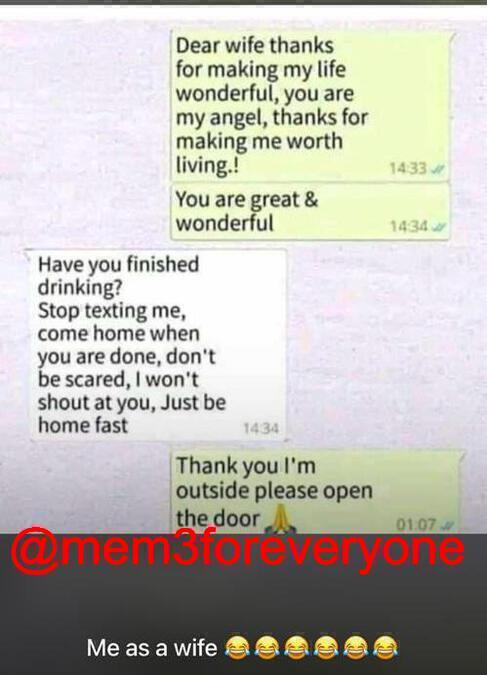 Dear wife thanks
for making my life
wonderful, you are
my angel, thanks for
making me worth
living.!
14:33
You are great &
wonderful
14:34
Have you finished
drinking?
Stop texting me,
come home when
you are done, don't
be scared, I won't
shout at you, Just be
home fast
14:34
Thank you I'm
outside please open
the door 🙏
01:07
@mem3foreveryone
Me as a wife 😂😂😂😂😂😂